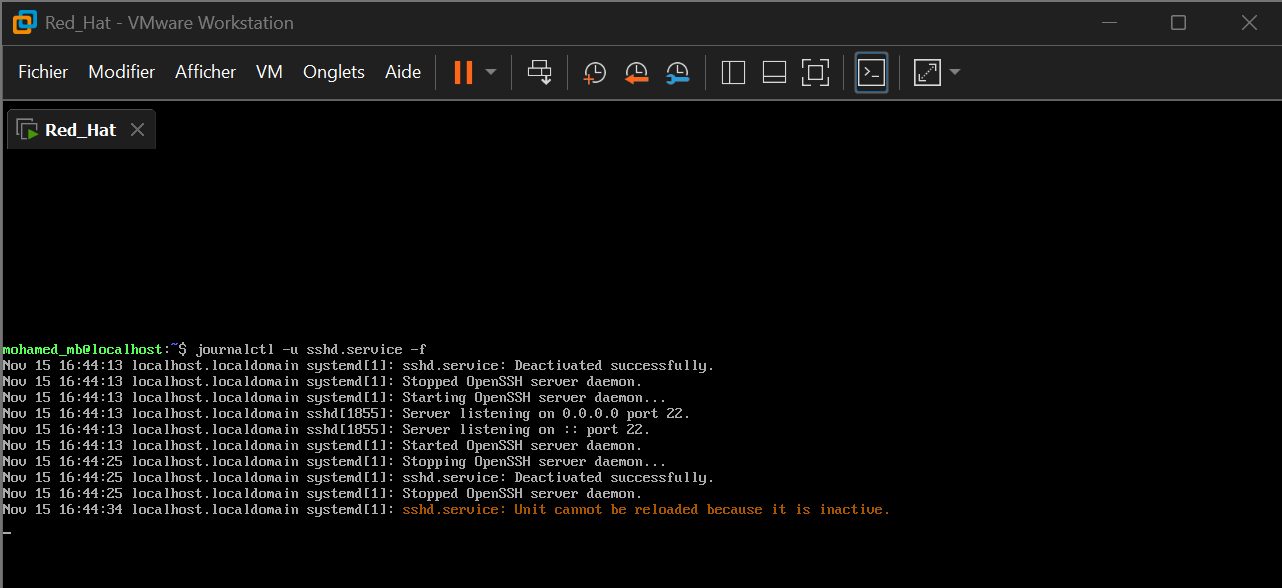 Red_Hat - VMware Workstation
Fichier Modifier Afficher VM Onglets Aide
Red_Hat
mohamed_mb@localhost:~$ journalctl -u sshd.service -f
Nov 15 16:44:13 localhost.localdomain systemd[1]: sshd.service: Deactivated successfully.
Nov 15 16:44:13 localhost.localdomain systemd[1]: Stopped OpenSSH server daemon.
Nov 15 16:44:13 localhost.localdomain systemd[1]: Starting OpenSSH server daemon...
Nov 15 16:44:13 localhost.localdomain sshd[1855]: Server listening on 0.0.0.0 port 22.
Nov 15 16:44:13 localhost.localdomain sshd[1855]: Server listening on :: port 22.
Nov 15 16:44:13 localhost.localdomain systemd[1]: Started OpenSSH server daemon.
Nov 15 16:44:25 localhost.localdomain systemd[1]: Stopping OpenSSH server daemon...
Nov 15 16:44:25 localhost.localdomain systemd[1]: sshd.service: Deactivated successfully.
Nov 15 16:44:25 localhost.localdomain systemd[1]: Stopped OpenSSH server daemon.
Nov 15 16:44:34 localhost.localdomain systemd[1]: sshd.service: Unit cannot be reloaded because it is inactive.